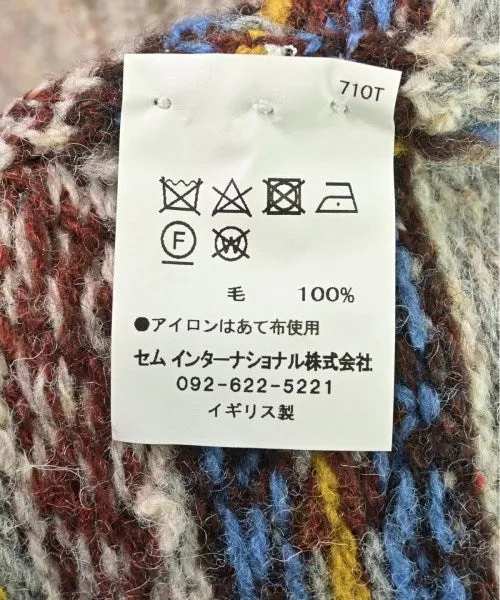 710T
F
W
毛 100%
●アイロンはあて布使用
セム インターナショナル株式会社
092-622-5221
イギリス製